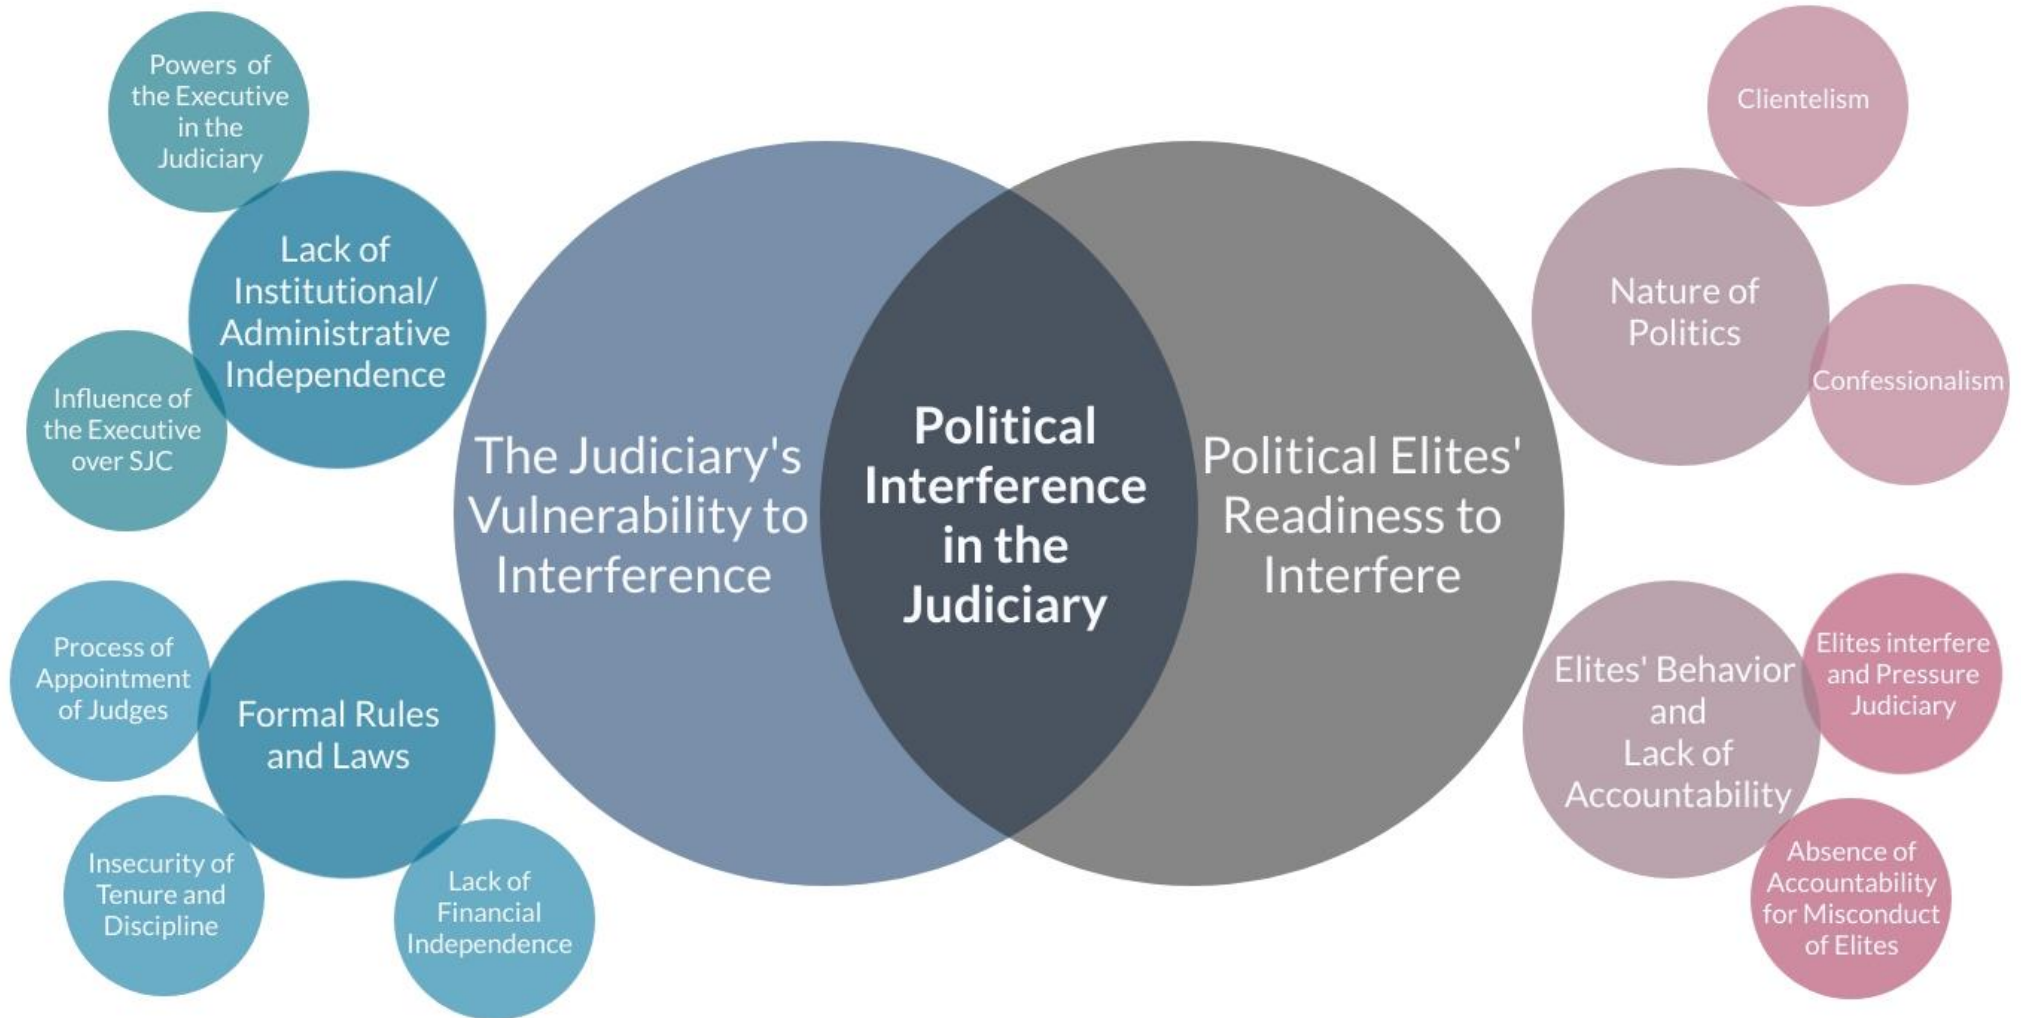 Powers of
the Executive
in the
Judiciary
Lack of
Institutional/
Administrative
Independence
Influence of
the Executive
over SJC
Process of
Appointment
of Judges
Formal Rules
and Laws
Insecurity of
Tenure and
Discipline
Lack of
Financial
Independence
The Judiciary's
Vulnerability to
Interference
Political
Interference
in the
Judiciary
Political Elites'
Readiness to
Interfere
Clientelism
Nature of
Politics
Confessionalism
Elites' Behavior
and
Lack of
Accountability
Elites interfere
and Pressure
Judiciary
Absence of
Accountability
for Misconduct
of Elites